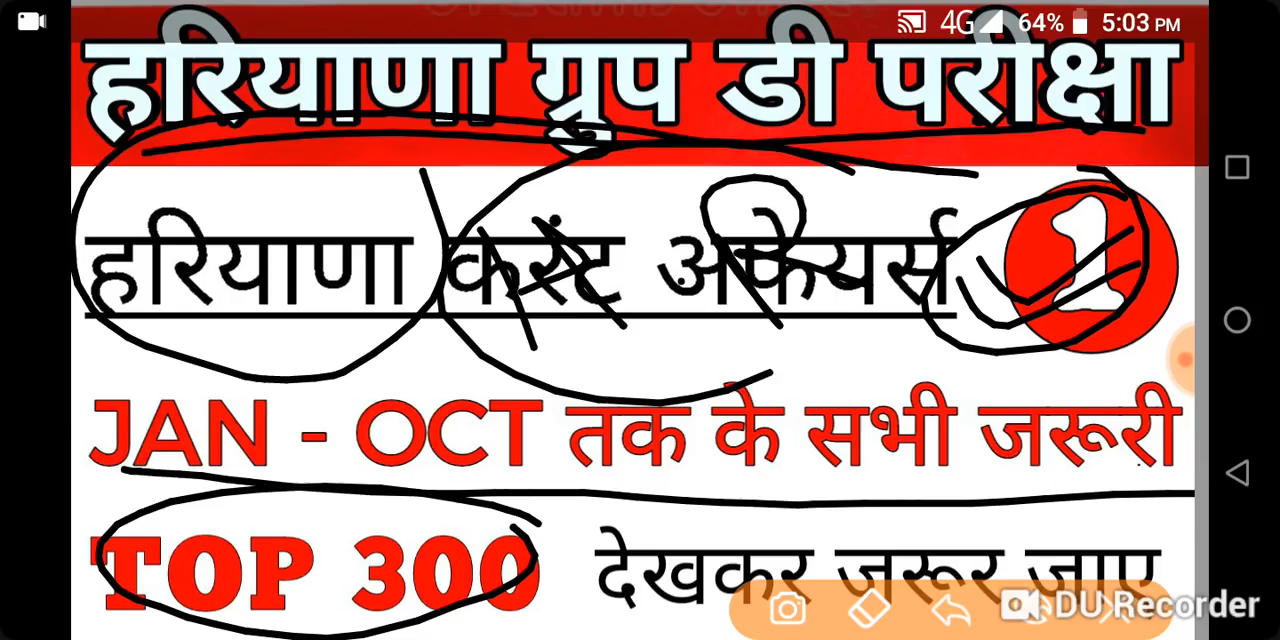 4G 64% 5:03 PM
हरियाणा ग्रुप डी परीक्षा
हरियाणा करंट अफेयर्स 1
JAN - OCT तक के सभी जरूरी
TOP 300 देखकर जरूर जाए
DU Recorder